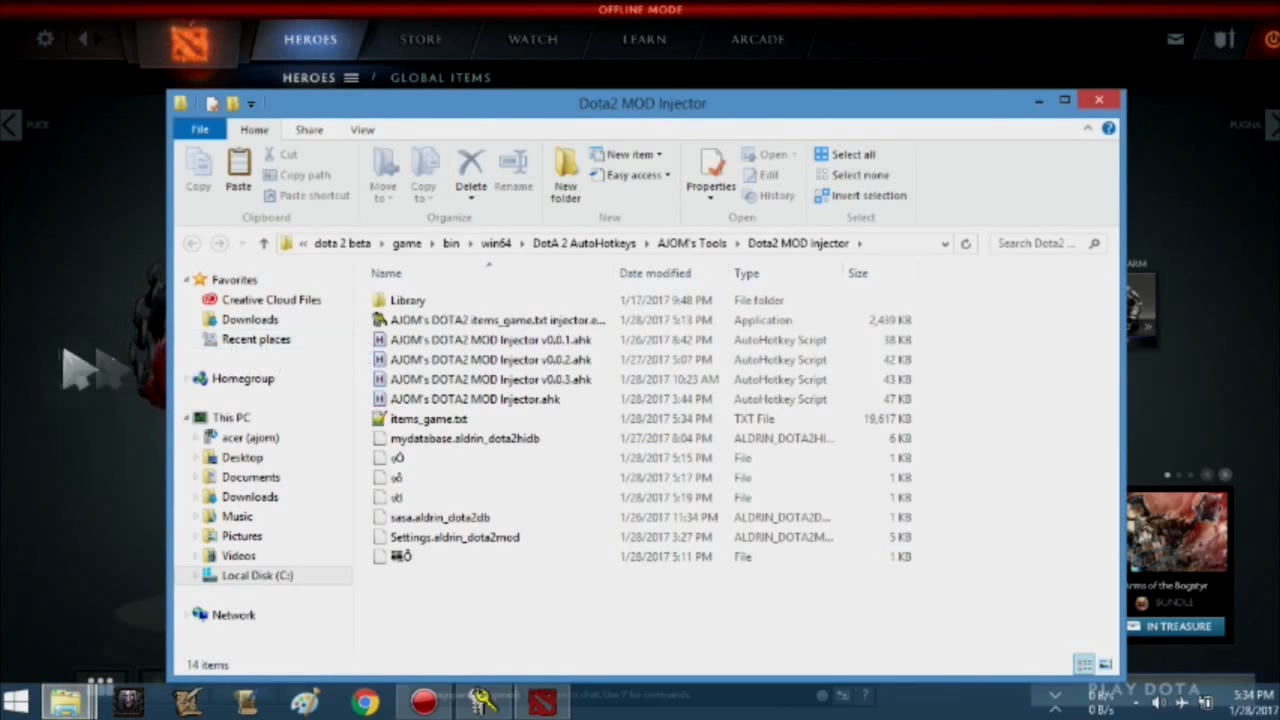 OFFLINE MODE
HEROES STORE WATCH LEARN ARCADE
HEROES / GLOBAL ITEMS
Dota2 MOD Injector
File Home Share View
Copy
Paste
Cut
Copy path
Paste shortcut
Clipboard
Move to
Copy to
Delete
Rename
Organize
New folder
New item
Easy access
New
Properties
Open
Edit
History
Open
Select all
Select none
Invert selection
Select
« dota 2 beta game bin win64 DotA 2 AutoHotkeys AJOM's Tools Dota2 MOD Injector
Search Dota2 ...
Favorites
Creative Cloud Files
Downloads
Recent places
Homegroup
This PC
acer (ajom)
Desktop
Documents
Downloads
Music
Pictures
Videos
Local Disk (C:)
Network
Name Date modified Type Size
Library 1/17/2017 9:48 PM File folder
AJOM's DOTA2 items_game.txt injector.e... 1/28/2017 5:13 PM Application 2,439 KB
AJOM's DOTA2 MOD Injector v0.0.1.ahk 1/26/2017 8:42 PM AutoHotkey Script 38 KB
AJOM's DOTA2 MOD Injector v0.0.2.ahk 1/27/2017 5:07 PM AutoHotkey Script 42 KB
AJOM's DOTA2 MOD Injector v0.0.3.ahk 1/28/2017 10:23 AM AutoHotkey Script 43 KB
AJOM's DOTA2 MOD Injector.ahk 1/28/2017 3:44 PM AutoHotkey Script 47 KB
items_game.txt 1/28/2017 5:34 PM TXT File 19,617 KB
mydatabase.aldrin_dota2hidb 1/27/2017 8:04 PM ALDRIN_DOTA2HI... 6 KB
1/28/2017 5:15 PM File 1 KB
1/28/2017 5:17 PM File 1 KB
1/28/2017 5:19 PM File 1 KB
sasa.aldrin_dota2db 1/26/2017 11:34 PM ALDRIN_DOTA2D... 1 KB
Settings.aldrin_dota2mod 1/28/2017 3:27 PM ALDRIN_DOTA2M... 5 KB
1/28/2017 5:11 PM File 1 KB
14 items
PUGNA
ARM
Arms of the Bogatyr
BUNDLE
IN TREASURE
PLAY DOTA
0 B/s
0 B/s
5:34 PM
1/28/2017